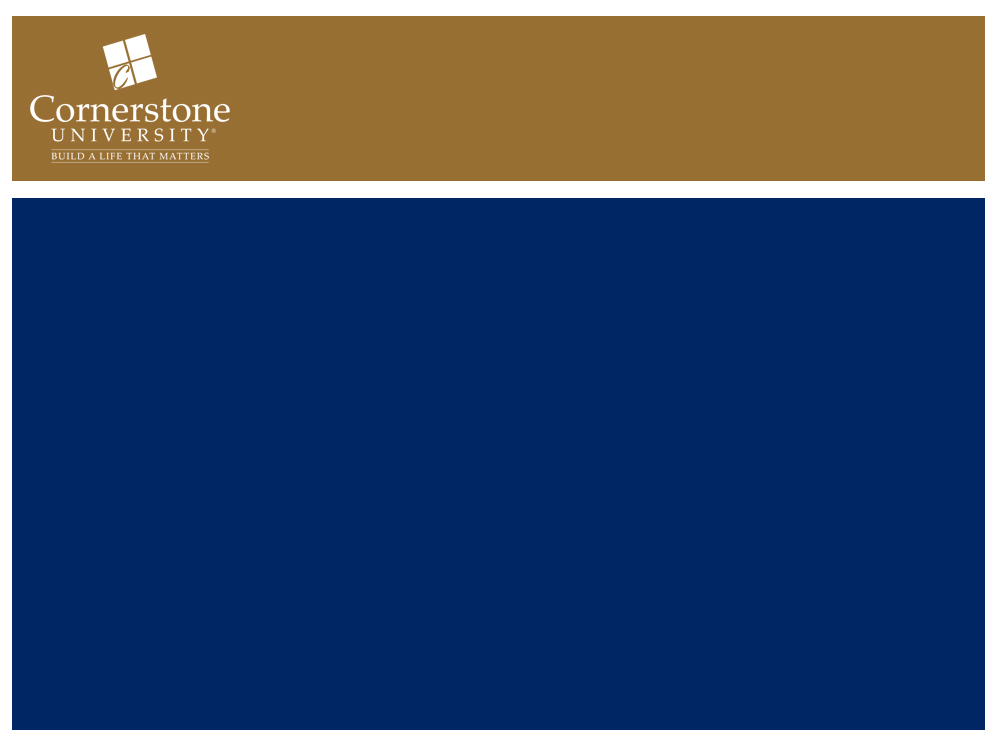 C
Cornerstone
UNIVERSITY®
BUILD A LIFE THAT MATTERS